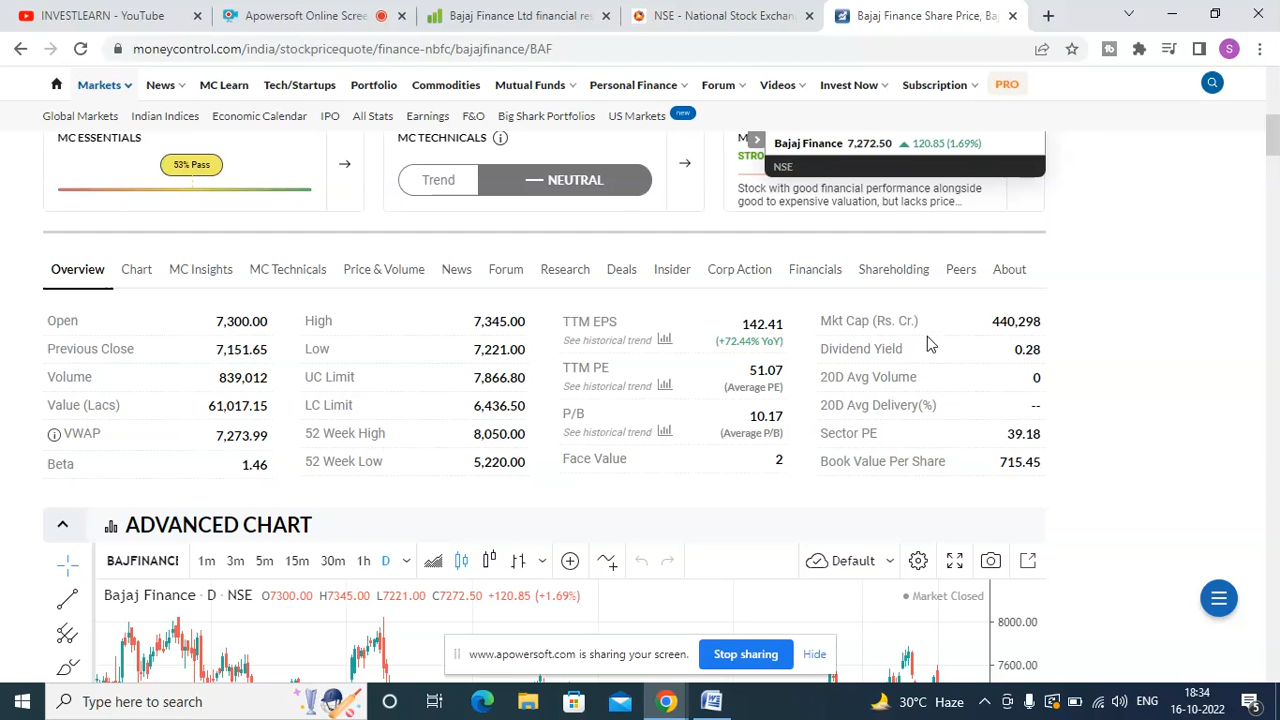 INVESTLEARN - YouTube
Apowersoft Online Scree
Bajaj Finance Ltd financial res
NSE - National Stock Exchan
Bajaj Finance Share Price, Baj
moneycontrol.com/india/stockpricequote/finance-nbfc/bajajfinance/BAF
S
Markets News MC Learn Tech/Startups Portfolio Commodities Mutual Funds Personal Finance Forum Videos Invest Now Subscription PRO
Global Markets Indian Indices Economic Calendar IPO All Stats Earnings F&O Big Shark Portfolios US Markets new
MC ESSENTIALS
53% Pass
MC TECHNICALS
Trend NEUTRAL
Bajaj Finance 7,272.50 120.85 (1.69%)
NSE
Stock with good financial performance alongside
good to expensive valuation, but lacks price...
Overview Chart MC Insights MC Technicals Price & Volume News Forum Research Deals Insider Corp Action Financials Shareholding Peers About
Open 7,300.00
Previous Close 7,151.65
Volume 839,012
Value (Lacs) 61,017.15
VWAP 7,273.99
Beta 1.46
High 7,345.00
Low 7,221.00
UC Limit 7,866.80
LC Limit 6,436.50
52 Week High 8,050.00
52 Week Low 5,220.00
TTM EPS 142.41
See historical trend (+72.44% YoY)
TTM PE 51.07
See historical trend (Average PE)
P/B 10.17
See historical trend (Average P/B)
Face Value 2
Mkt Cap (Rs. Cr.) 440,298
Dividend Yield 0.28
20D Avg Volume 0
20D Avg Delivery(%) --
Sector PE 39.18
Book Value Per Share 715.45
ADVANCED CHART
BAJFINANCE 1m 3m 5m 15m 30m 1h D Default
Bajaj Finance · D · NSE O7300.00 H7345.00 L7221.00 C7272.50 +120.85 (+1.69%)
Market Closed
8000.00
7600.00
www.apowersoft.com is sharing your screen. Stop sharing Hide
Type here to search
30°C Haze
ENG
18:34
16-10-2022
5